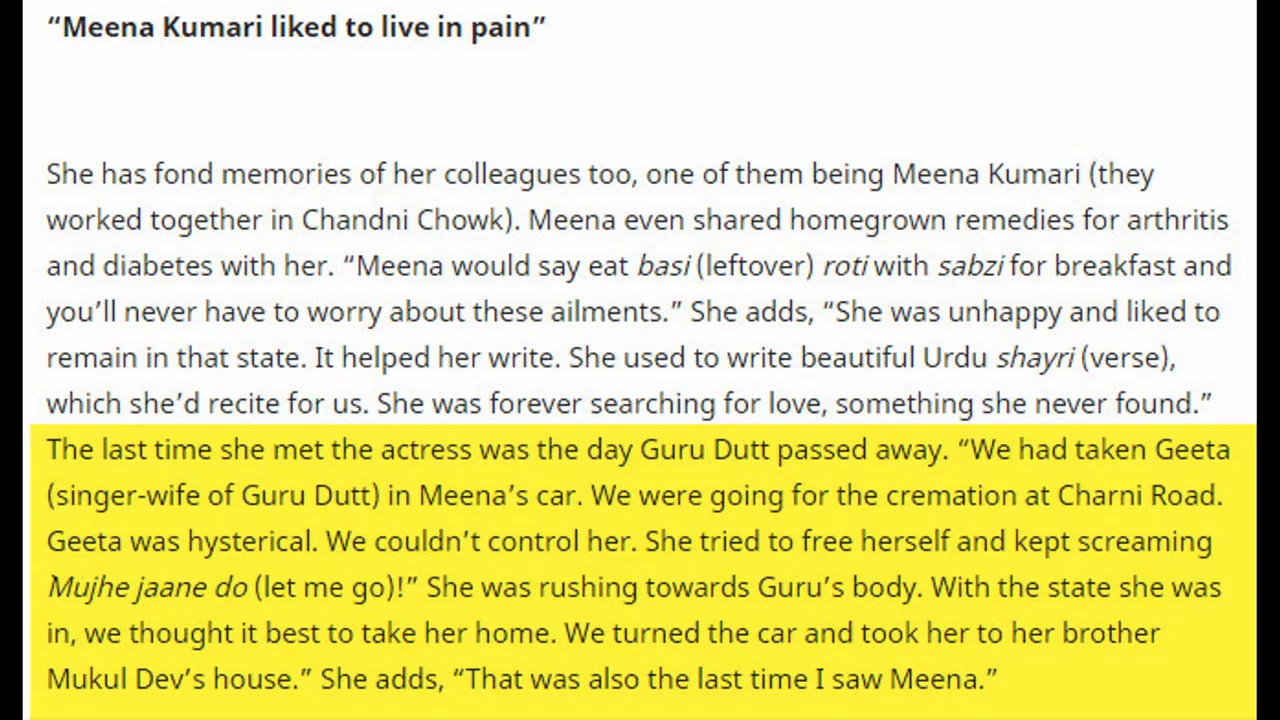 “Meena Kumari liked to live in pain”
She has fond memories of her colleagues too, one of them being Meena Kumari (they
worked together in Chandni Chowk). Meena even shared homegrown remedies for arthritis
and diabetes with her. “Meena would say eat basi (leftover) roti with sabzi for breakfast and
you’ll never have to worry about these ailments.” She adds, “She was unhappy and liked to
remain in that state. It helped her write. She used to write beautiful Urdu shayri (verse),
which she’d recite for us. She was forever searching for love, something she never found.”
The last time she met the actress was the day Guru Dutt passed away. “We had taken Geeta
(singer-wife of Guru Dutt) in Meena’s car. We were going for the cremation at Charni Road.
Geeta was hysterical. We couldn’t control her. She tried to free herself and kept screaming
Mujhe jaane do (let me go)!” She was rushing towards Guru’s body. With the state she was
in, we thought it best to take her home. We turned the car and took her to her brother
Mukul Dev’s house.” She adds, “That was also the last time I saw Meena.”